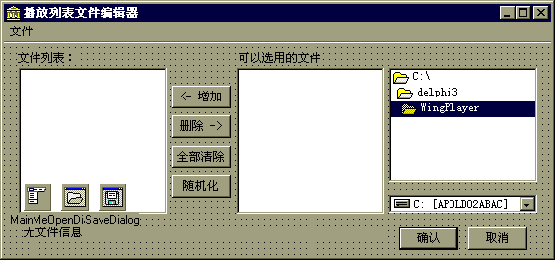 播放列表文件编辑器
文件
文件列表：
可以选用的文件
C:\
delphi3
WingPlayer
<- 增加
删除 ->
全部清除
随机化
MainMeOpenDiSaveDialog
无文件信息
C: [APOLDO2ABAC]
确认
取消